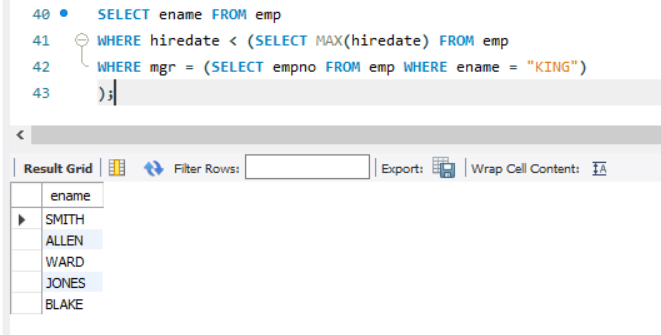 40 SELECT ename FROM emp
41 WHERE hiredate < (SELECT MAX(hiredate) FROM emp
42 WHERE mgr = (SELECT empno FROM emp WHERE ename = "KING")
43 );
Result Grid Filter Rows: Export: Wrap Cell Content: IA
ename
SMITH
ALLEN
WARD
JONES
BLAKE